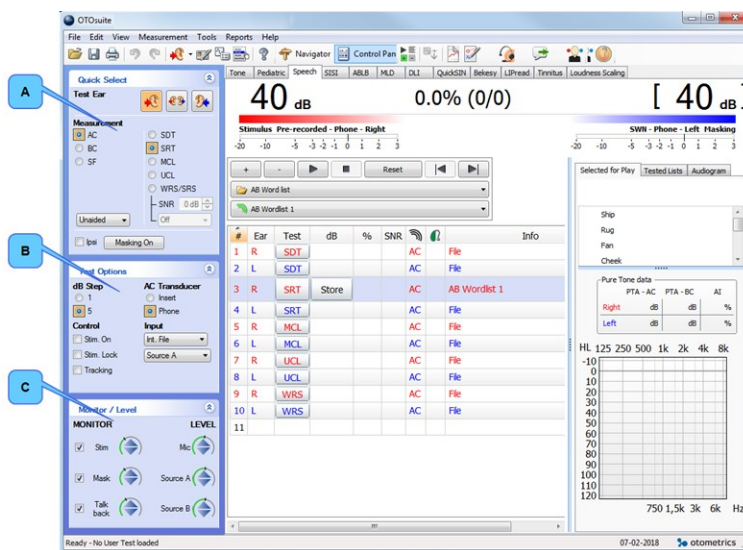 OTOsuite
File Edit View Measurement Tools Reports Help
Navigator Control Pan
A
B
C
Quick Select
Test Ear
Measurement
AC SDT
BC SRT
SF MCL
UCL
WRS/SRS
SNR 0 dB
Unaided Off
Ipsi Masking On
Test Options
dB Step AC Transducer
1 Insert
5 Phone
Control Input
Stim. On Int. File
Stim. Lock Source A
Tracking
Monitor / Level
MONITOR LEVEL
Stim Mic
Mask Source A
Talk back Source B
Tone Pediatric Speech SISI ABLB MLD DLI QuickSIN Bekesy LIPread Tinnitus Loudness Scaling
40 dB 0.0% (0/0) [ 40 dB ]
Stimulus Pre-recorded - Phone - Right SWN - Phone - Left Masking
-20 -10 -5 -3 -2 -1 0 1 2 3 -20 -10 -5 -3 -2 -1 0 1 2 3
+ - Reset
AB Word list
AB Wordlist 1
# Ear Test dB % SNR Info
1 R SDT AC File
2 L SDT AC File
3 R SRT Store AC AB Wordlist 1
4 L SRT AC File
5 R MCL AC File
6 L MCL AC File
7 R UCL AC File
8 L UCL AC File
9 R WRS AC File
10 L WRS AC File
11
Selected for Play Tested Lists Audiogram
Ship
Rug
Fan
Cheek
Pure Tone data
PTA - AC PTA - BC AI
Right dB dB %
Left dB dB %
HL 125 250 500 1k 2k 4k 8k
-10
0
10
20
30
40
50
60
70
80
90
100
110
120
750 1,5k 3k 6k Hz
Ready - No User Test loaded 07-02-2018 otometrics